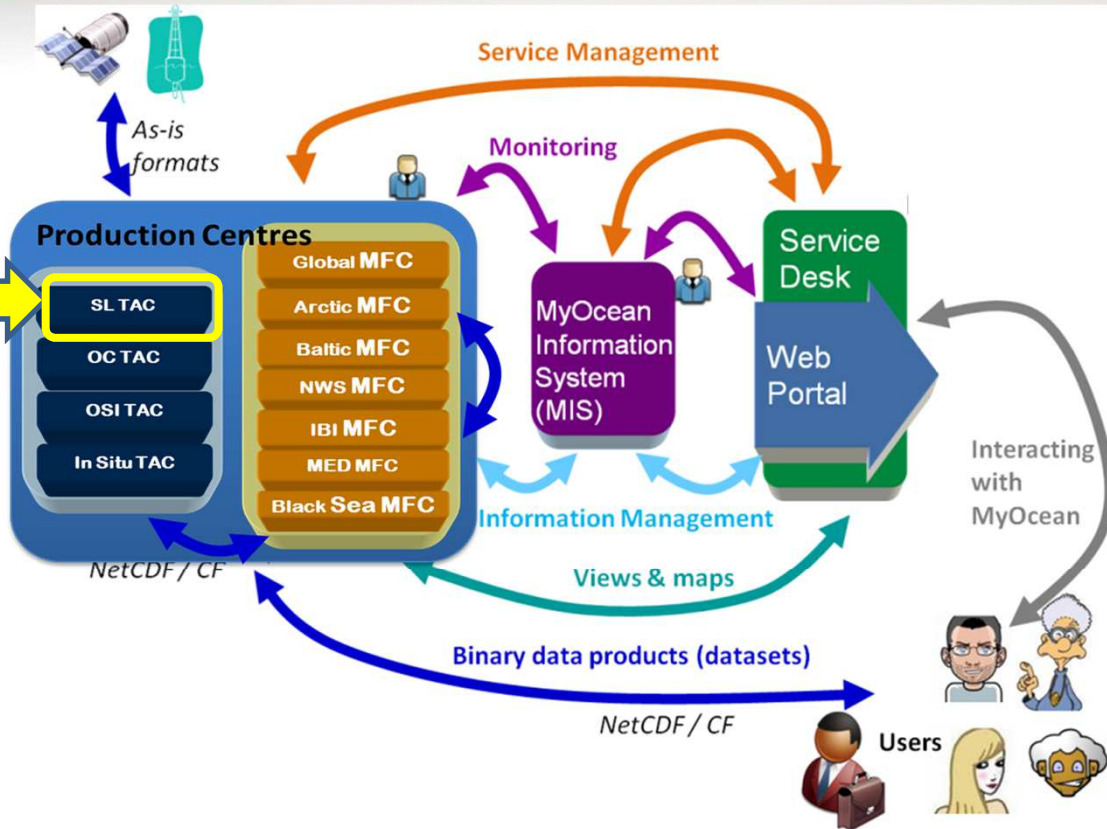 Service Management
As-is
formats
Monitoring
Production Centres
SL TAC
OC TAC
OSI TAC
In Situ TAC
Global MFC
Arctic MFC
Baltic MFC
NWS MFC
IBI MFC
MED MFC
Black Sea MFC
MyOcean
Information
System
(MIS)
Service
Desk
Web
Portal
Interacting
with
MyOcean
Information Management
NetCDF / CF
Views & maps
Binary data products (datasets)
NetCDF / CF
Users